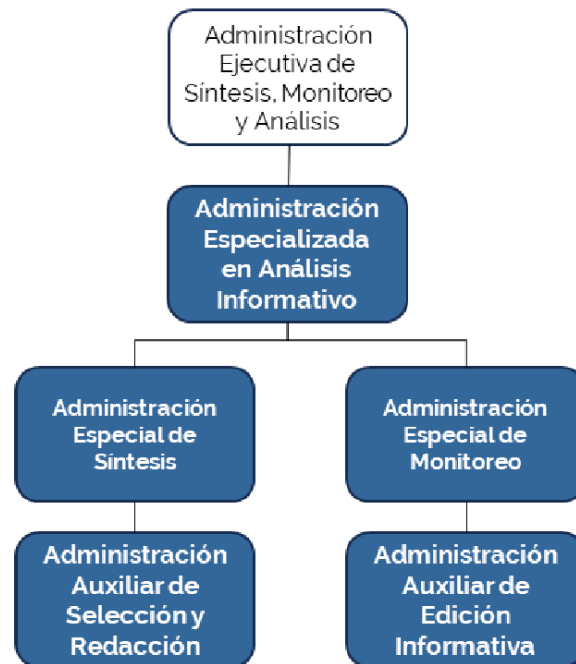 Administración
Ejecutiva de
Síntesis, Monitoreo
y Análisis
Administración
Especializada
en Análisis
Informativo
Administración
Especial de
Síntesis
Administración
Especial de
Monitoreo
Administración
Auxiliar de
Selección y
Redacción
Administración
Auxiliar de
Edición
Informativa